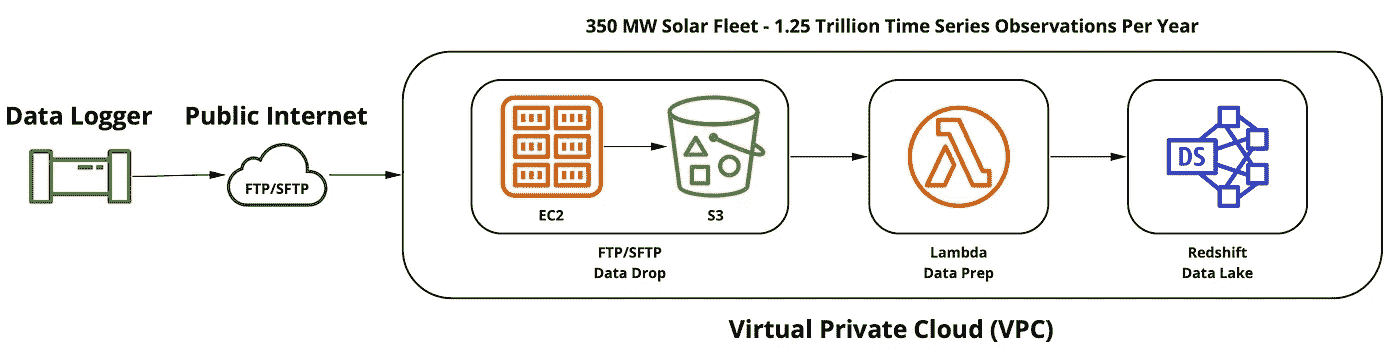 350 MW Solar Fleet - 1.25 Trillion Time Series Observations Per Year
Data Logger
Public Internet
FTP/SFTP
EC2
S3
DS
FTP/SFTP
Data Drop
Lambda
Data Prep
Redshift
Data Lake
Virtual Private Cloud (VPC)